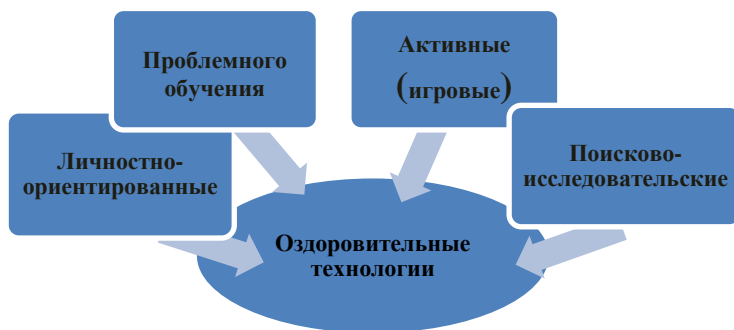 Проблемного
обучения
Активные
(игровые)
Личностно-
ориентированные
Поисково-
исследовательские
Оздоровительные
технологии